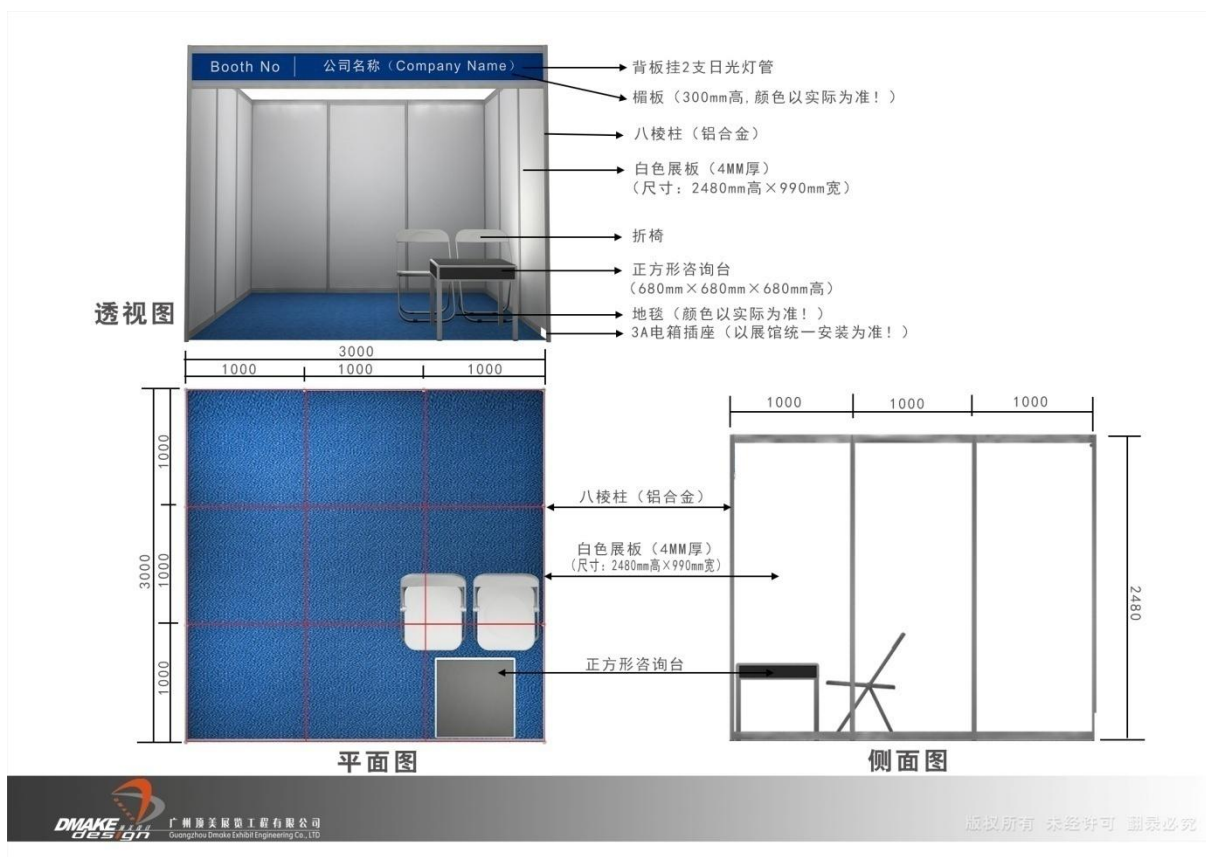 Booth No
公司名称（Company Name）
背板挂2支日光灯管
楣板（300mm高,颜色以实际为准！）
八棱柱（铝合金）
白色展板（4MM厚）
（尺寸：2480mm高×990mm宽）
折椅
正方形咨询台
（680mm×680mm×680mm高）
地毯（颜色以实际为准！）
3A电箱插座（以展馆统一安装为准！）
透视图
3000
1000 1000 1000
1000
1000
1000
3000
平面图
八棱柱（铝合金）
白色展板（4MM厚）
（尺寸：2480mm高×990mm宽）
正方形咨询台
1000 1000 1000
2480
侧面图
DMAKE
design
广州顶美展览工程有限公司
Guangzhou Dmake Exhibit Engineering Co., LTD
版权所有 未经许可 翻录必究